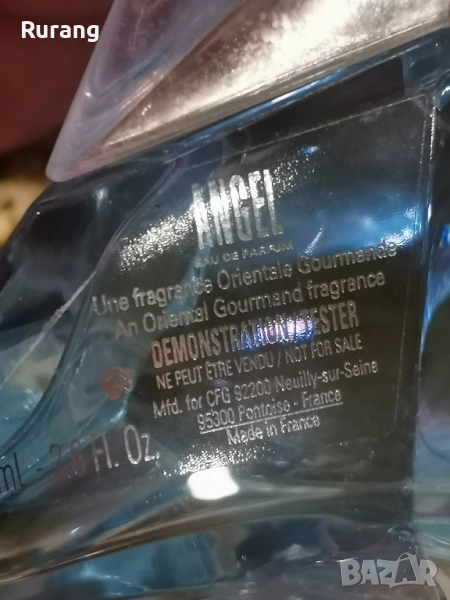 Rurang
ANGEL
EAU DE PARFUM
Une fragrance Orientale Gourmande
An Oriental Gourmand fragrance
DEMONSTRATION/TESTER
NE PEUT ÊTRE VENDU / NOT FOR SALE
Mfd. for CFG 92200 Neuilly-sur-Seine
95300 Pontoise - France
Made in France
ml - 2.6 Fl. Oz.
BAZAR